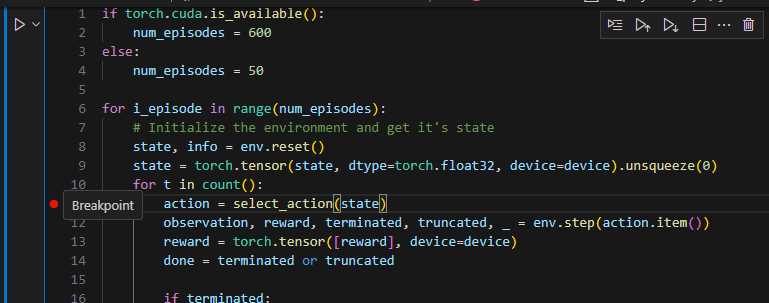 1 if torch.cuda.is_available():
2     num_episodes = 600
3 else:
4     num_episodes = 50
5
6 for i_episode in range(num_episodes):
7     # Initialize the environment and get it's state
8     state, info = env.reset()
9     state = torch.tensor(state, dtype=torch.float32, device=device).unsqueeze(0)
10     for t in count():
Breakpoint         action = select_action(state)
12         observation, reward, terminated, truncated, _ = env.step(action.item())
13         reward = torch.tensor([reward], device=device)
14         done = terminated or truncated
15
16         if terminated: